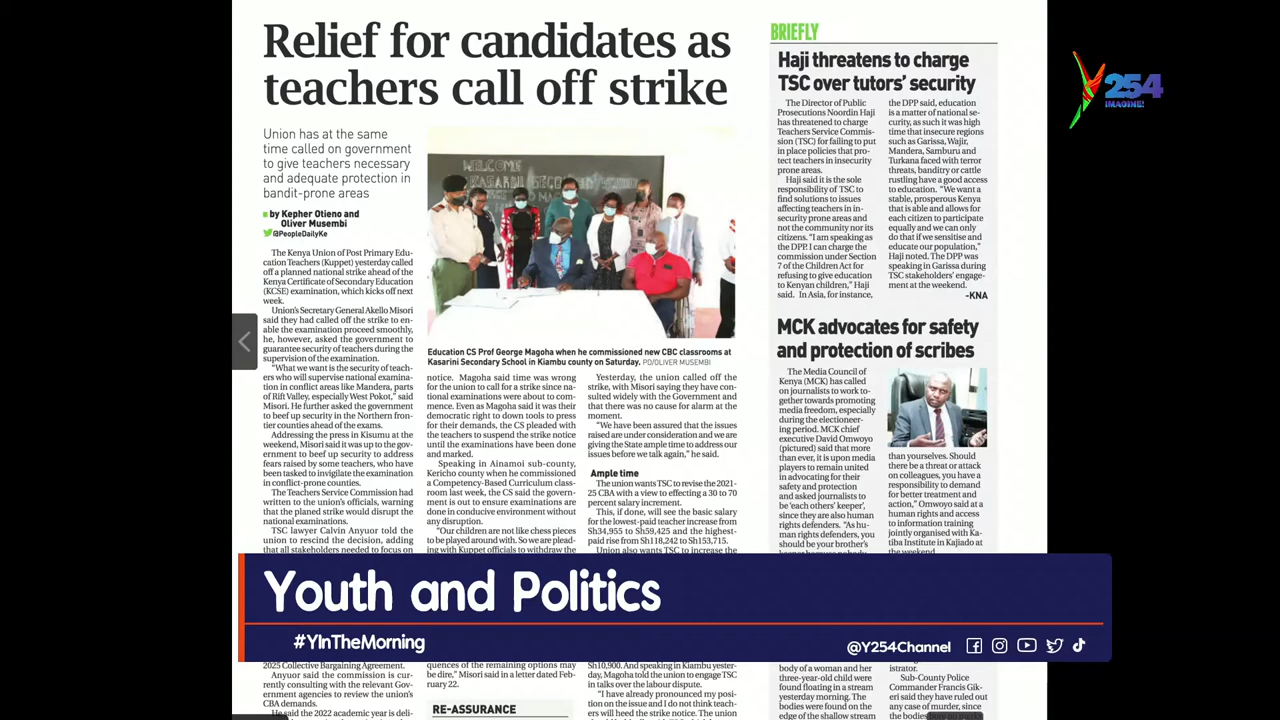 Relief for candidates as
teachers call off strike
Union has at the same
time called on government
to give teachers necessary
and adequate protection in
bandit-prone areas
by Kepher Otieno and
Oliver Musembi
@PeopleDailyKe
The Kenya Union of Post Primary Edu-
cation Teachers (Kuppet) yesterday called
off a planned national strike ahead of the
Kenya Certificate of Secondary Education
(KCSE) examination, which kicks off next
week.
Union's Secretary General Akello Misori
said they had called off the strike to en-
able the examination proceed smoothly,
he, however, asked the government to
guarantee security of teachers during the
supervision of the examination.
"What we want is the security of teach-
ers who will supervise national examina-
tion in conflict areas like Mandera, parts
of Rift Valley, especially West Pokot," said
Misori. He further asked the government
to beef up security in the Northern fron-
tier counties ahead of the exams.
Addressing the press in Kisumu at the
weekend, Misori said it was up to the gov-
ernment to beef up security to address
fears raised by some teachers, who have
been tasked to invigilate the examination
in conflict-prone counties.
The Teachers Service Commission had
written to the union's officials, warning
that the planed strike would disrupt the
national examinations.
TSC lawyer Calvin Anyuor told the
union to rescind the decision, adding
that all stakeholders needed to focus on
2025 Collective Bargaining Agreement.
Anyuor said the commission is cur-
rently consulting with the relevant Gov-
ernment agencies to review the union's
CBA demands.
He said the 2022 academic year is deli-
WELCOME
Education CS Prof George Magoha when he commissioned new CBC classrooms at
Kasarini Secondary School in Kiambu county on Saturday. PD/OLIVER MUSEMBI
notice. Magoha said time was wrong
for the union to call for a strike since na-
tional examinations were about to com-
mence. Even as Magoha said it was their
democratic right to down tools to press
for their demands, the CS pleaded with
the teachers to suspend the strike notice
until the examinations have been done
and marked.
Speaking in Ainamoi sub-county,
Kericho county when he commissioned
a Competency-Based Curriculum class-
room last week, the CS said the govern-
ment is out to ensure examinations are
done in conducive environment without
any disruption.
"Our children are not like chess pieces
to be played around with. So we are plead-
ing with Kuppet officials to withdraw the
quences of the remaining options may
be dire," Misori said in a letter dated Feb-
ruary 22.
RE-ASSURANCE
Yesterday, the union called off the
strike, with Misori saying they have con-
sulted widely with the Government and
that there was no cause for alarm at the
moment.
"We have been assured that the issues
raised are under consideration and we are
giving the State ample time to address our
issues before we talk again," he said.
Ample time
The union wants TSC to revise the 2021-
25 CBA with a view to effecting a 30 to 70
percent salary increment.
This, if done, will see the basic salary
for the lowest-paid teacher increase from
Sh34,955 to Sh59,425 and the highest-
paid rise from Sh118,242 to Sh153,715.
Union also wants TSC to increase the
Sh10,900. And speaking in Kiambu yester-
day, Magoha told the union to engage TSC
in talks over the labour dispute.
"I have already pronounced my posi-
tion on the issue and I do not think teach-
ers will heed the strike notice. The union
BRIEFLY
Haji threatens to charge
TSC over tutors' security
The Director of Public
Prosecutions Noordin Haji
has threatened to charge
Teachers Service Commis-
sion (TSC) for failing to put
in place policies that pro-
tect teachers in insecurity
prone areas.
Haji said it is the sole
responsibility of TSC to
find solutions to issues
affecting teachers in in-
security prone areas and
not the community nor its
citizens. "I am speaking as
the DPP. I can charge the
commission under Section
7 of the Children Act for
refusing to give education
to Kenyan children," Haji
said. In Asia, for instance,
the DPP said, education
is a matter of national se-
curity, as such it was high
time that insecure regions
such as Garissa, Wajir,
Mandera, Samburu and
Turkana faced with terror
threats, banditry or cattle
rustling have a good access
to education. "We want a
stable, prosperous Kenya
that is able and allows for
each citizen to participate
equally and we can only
do that if we sensitise and
educate our population,"
Haji noted. The DPP was
speaking in Garissa during
TSC stakeholders' engage-
ment at the weekend.
-KNA
MCK advocates for safety
and protection of scribes
The Media Council of
Kenya (MCK) has called
on journalists to work to-
gether towards promoting
media freedom, especially
during the electioneer-
ing period. MCK chief
executive David Omwoyo
(pictured) said that more
than ever, it is upon media
players to remain united
in advocating for their
safety and protection
and asked journalists to
be 'each others' keeper',
since they are also human
rights defenders. "As hu-
man rights defenders, you
should be your brother's
than yourselves. Should
there be a threat or attack
on colleagues, you have a
responsibility to demand
for better treatment and
action," Omwoyo said at a
human rights and access
to information training
jointly organised with Ka-
tiba Institute in Kajiado at
the weekend.
body of a woman and her
three-year-old child were
found floating in a stream
yesterday morning. The
bodies were found on the
edge of the shallow stream
istrator.
Sub-County Police
Commander Francis Gik-
eri said they have ruled out
any case of murder, since
the bodies bore no marks
254
IMAGINE!
Youth and Politics
#YInTheMorning
@Y254Channel